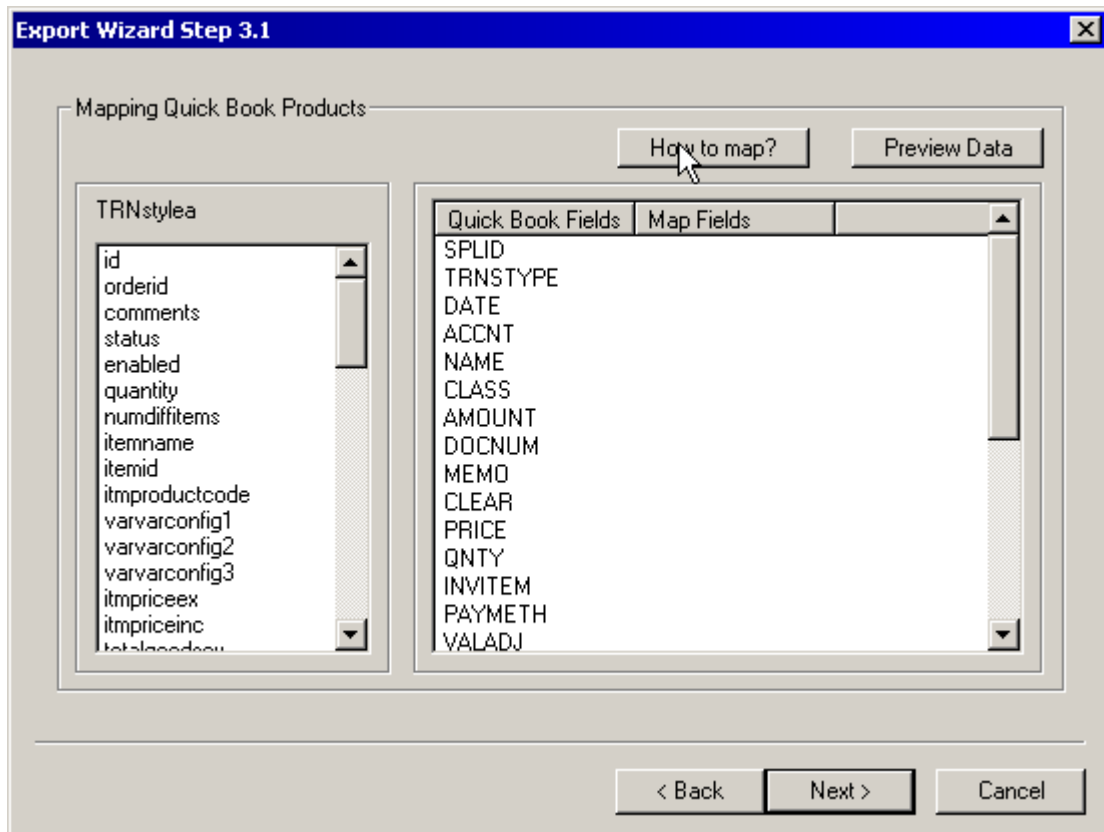 Export Wizard Step 3.1
Mapping Quick Book Products
How to map?
Preview Data
TRNstylea
id
orderid
comments
status
enabled
quantity
numdiffitems
itemname
itemid
itmproductcode
varvarconfig1
varvarconfig2
varvarconfig3
itmpriceex
itmpriceinc
Quick Book Fields Map Fields
SPLID
TRNSTYPE
DATE
ACCNT
NAME
CLASS
AMOUNT
DOCNUM
MEMO
CLEAR
PRICE
QNTY
INVITEM
PAYMETH
VALADJ
< Back
Next >
Cancel